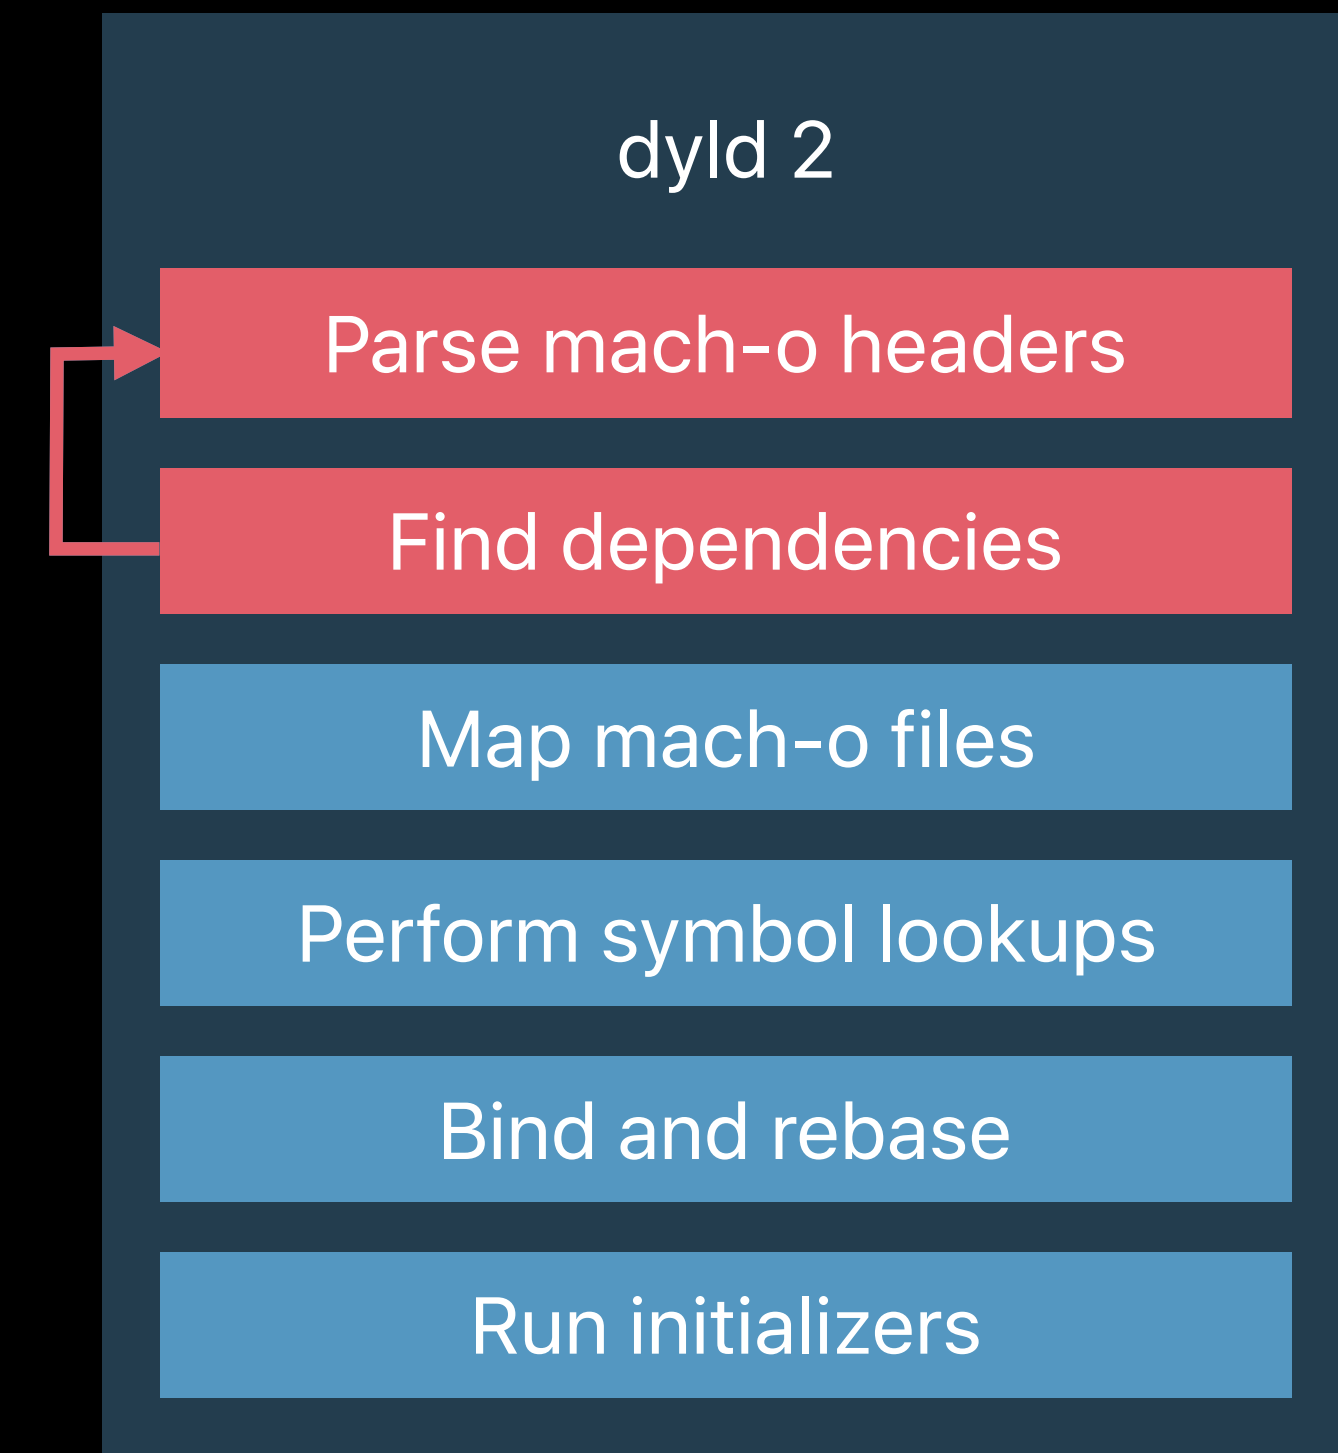 dyld 2
Parse mach-o headers
Find dependencies
Map mach-o files
Perform symbol lookups
Bind and rebase
Run initializers